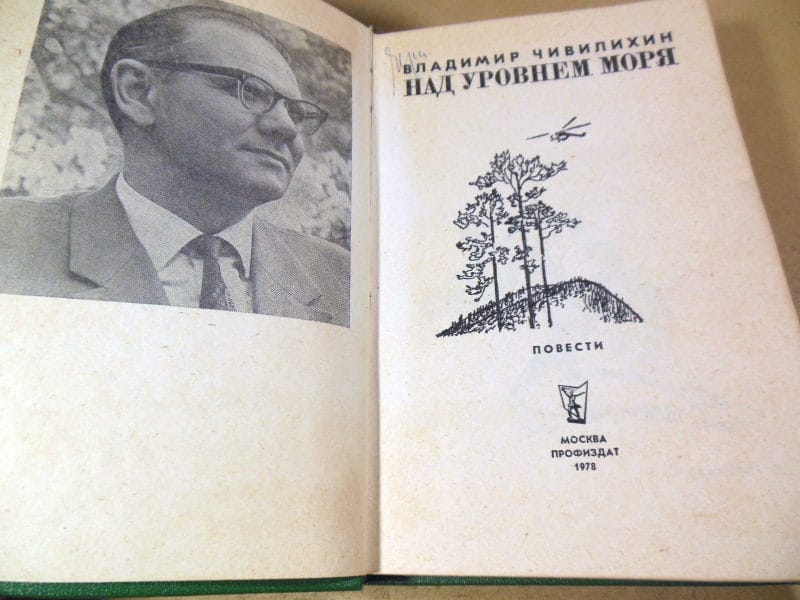 ВЛАДИМИР ЧИВИЛИХИН
НАД УРОВНЕМ МОРЯ
ПОВЕСТИ
МОСКВА
ПРОФИЗДАТ
1978